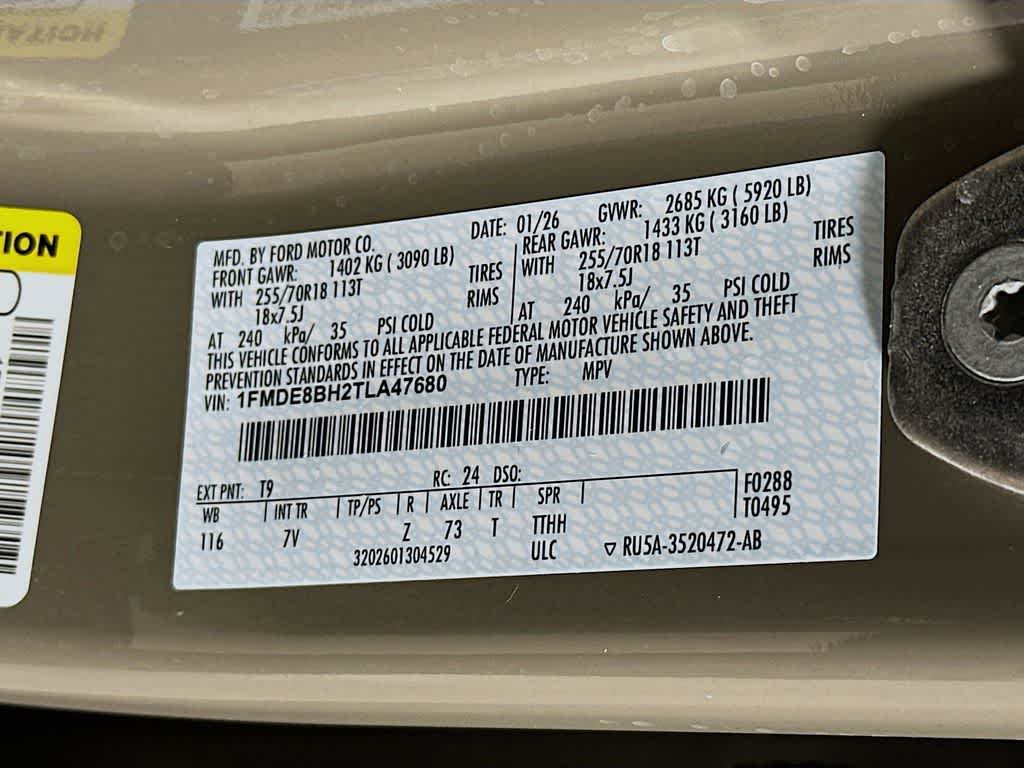 TION
MFD. BY FORD MOTOR CO. DATE: 01/26 GVWR: 2685 KG ( 5920 LB)
FRONT GAWR: 1402 KG ( 3090 LB) REAR GAWR: 1433 KG ( 3160 LB)
WITH 255/70R18 113T TIRES WITH 255/70R18 113T TIRES
18x7.5J RIMS 18x7.5J RIMS
AT 240 kPa/ 35 PSI COLD AT 240 kPa/ 35 PSI COLD
THIS VEHICLE CONFORMS TO ALL APPLICABLE FEDERAL MOTOR VEHICLE SAFETY AND THEFT
PREVENTION STANDARDS IN EFFECT ON THE DATE OF MANUFACTURE SHOWN ABOVE.
VIN: 1FMDE8BH2TLA47680 TYPE: MPV
EXT PNT: T9 RC: 24 DSO: F0288
WB INT TR TP/PS R AXLE TR SPR T0495
116 7V Z 73 T TTHH
3202601304529 ULC ▽ RU5A-3520472-AB